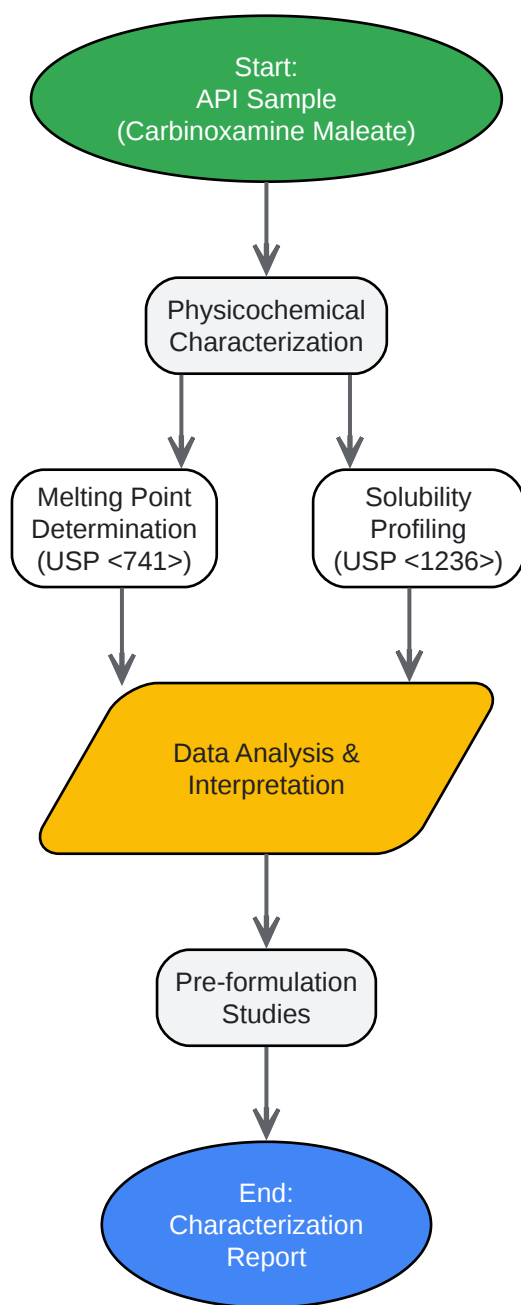 Start:
API Sample
(Carbinoxamine Maleate)
Physicochemical
Characterization
Melting Point
Determination
(USP <741>)
Solubility
Profiling
(USP <1236>)
Data Analysis &
Interpretation
Pre-formulation
Studies
End:
Characterization
Report